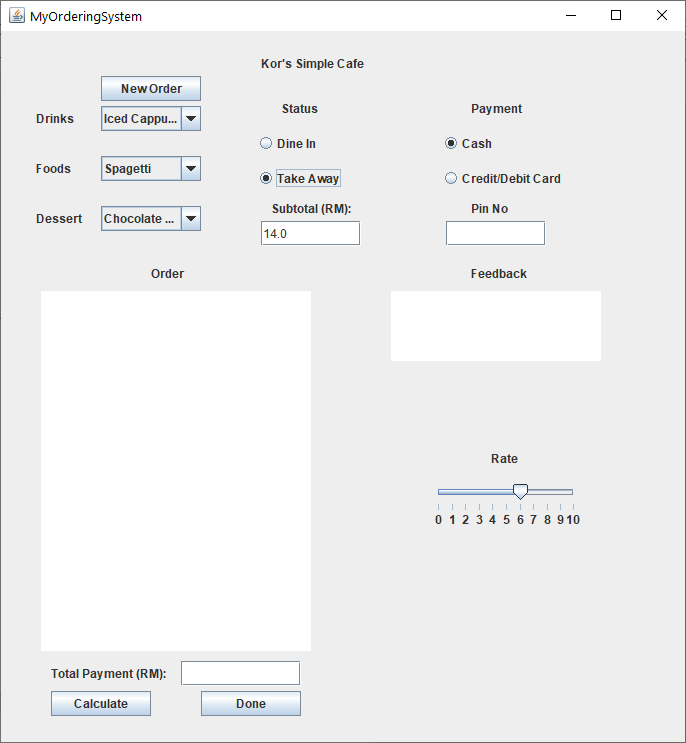 MyOrderingSystem
Kor's Simple Cafe
New Order
Status
Payment
Drinks
Iced Cappu...
Dine In
Cash
Foods
Spagetti
Take Away
Credit/Debit Card
Subtotal (RM):
Pin No
Dessert
Chocolate ...
14.0
Order
Feedback
Rate
0 1 2 3 4 5 6 7 8 9 10
Total Payment (RM):
Calculate
Done